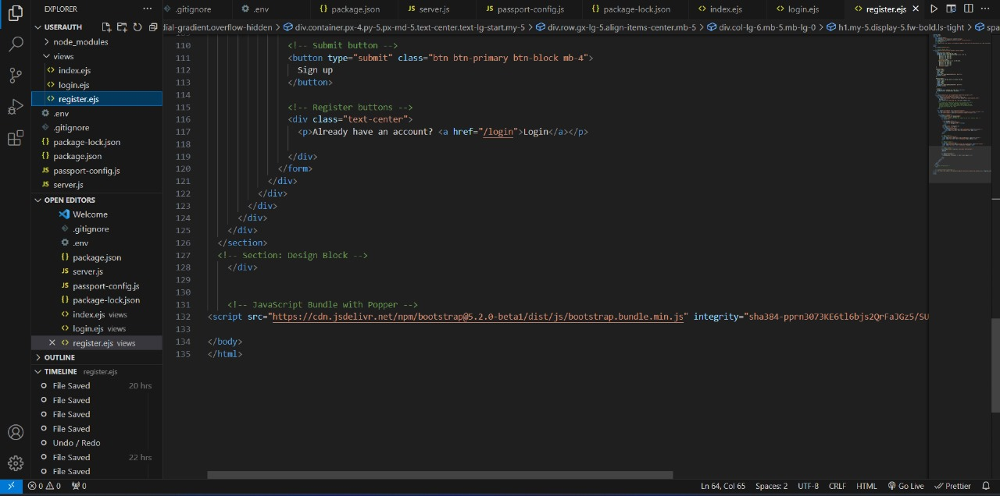 EXPLORER
USERAUTH
node_modules
views
index.ejs
login.ejs
register.ejs
.env
.gitignore
package-lock.json
package.json
passport-config.js
server.js
OPEN EDITORS
Welcome
.gitignore
.env
package.json
server.js
passport-config.js
package-lock.json
index.ejs views
login.ejs views
register.ejs views
OUTLINE
TIMELINE register.ejs
File Saved 20 hrs
File Saved
File Saved
File Saved
Undo / Redo
File Saved 22 hrs
File Saved
.gitignore .env package.json server.js passport-config.js package-lock.json index.ejs login.ejs register.ejs
dial-gradient.overflow-hidden > div.container.px-4.py-5.px-md-5.text-center.text-lg-start.my-5 > div.row.gx-lg-5.align-items-center.mb-5 > div.col-lg-6.mb-5.mb-lg-0 > h1.my-5.display-5.fw-bold.ls-tight > spa
109
110 <!-- Submit button -->
111 <button type="submit" class="btn btn-primary btn-block mb-4">
112 Sign up
113 </button>
114
115 <!-- Register buttons -->
116 <div class="text-center">
117 <p>Already have an account? <a href="/login">Login</a></p>
118
119 </div>
120 </form>
121 </div>
122 </div>
123 </div>
124 </div>
125 </div>
126 </section>
127 <!-- Section: Design Block -->
128 </div>
129
130
131 <!-- JavaScript Bundle with Popper -->
132 <script src="https://cdn.jsdelivr.net/npm/bootstrap@5.2.0-beta1/dist/js/bootstrap.bundle.min.js" integrity="sha384-pprn3073KE6tl6bjs2QrFaJGz5/SU
133
134 </body>
135 </html>
0 0 0
Ln 64, Col 65 Spaces: 2 UTF-8 CRLF HTML Go Live Prettier